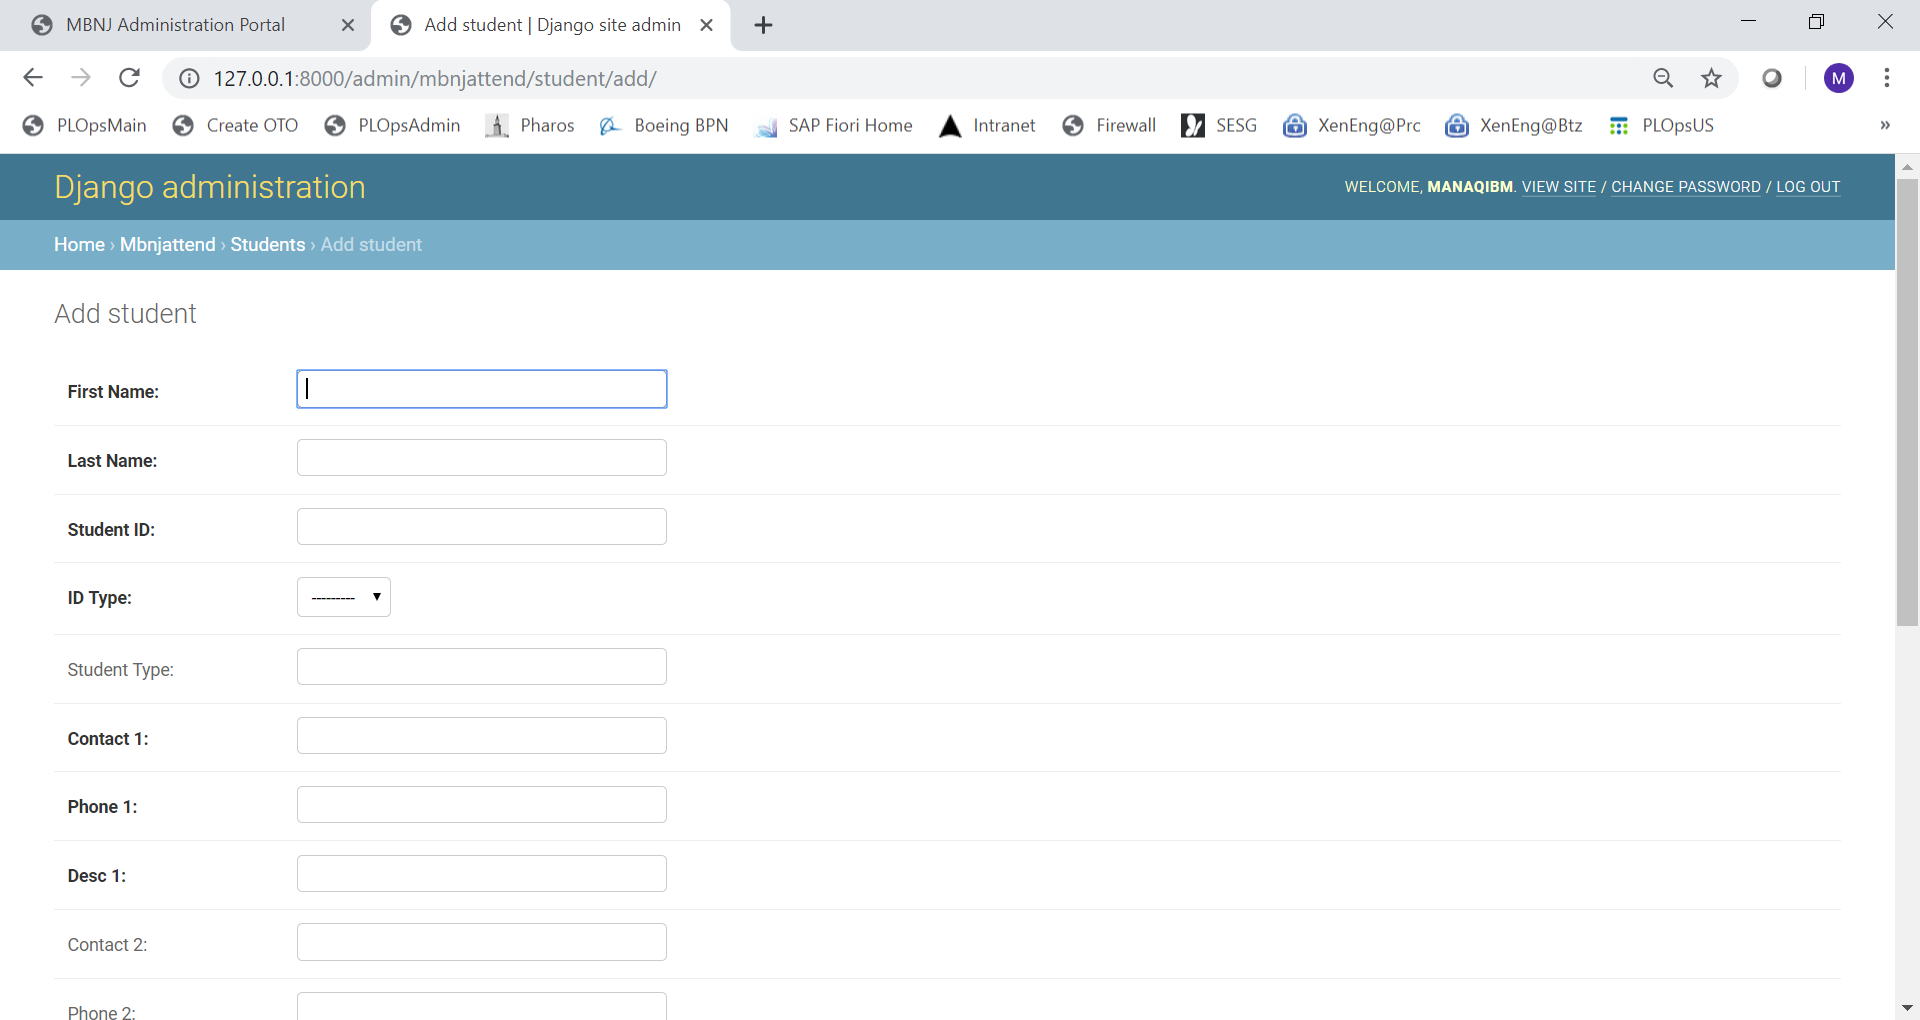 MBNJ Administration Portal
Add student | Django site admin
127.0.0.1:8000/admin/mbnjattend/student/add/
M
PLOpsMain Create OTO PLOpsAdmin Pharos Boeing BPN SAP Fiori Home Intranet Firewall SESG XenEng@Prc XenEng@Btz PLOpsUS »
Django administration
WELCOME, MANAQIBM. VIEW SITE / CHANGE PASSWORD / LOG OUT
Home › Mbnjattend › Students › Add student
Add student
First Name:
Last Name:
Student ID:
ID Type: ---------
Student Type:
Contact 1:
Phone 1:
Desc 1:
Contact 2:
Phone 2: